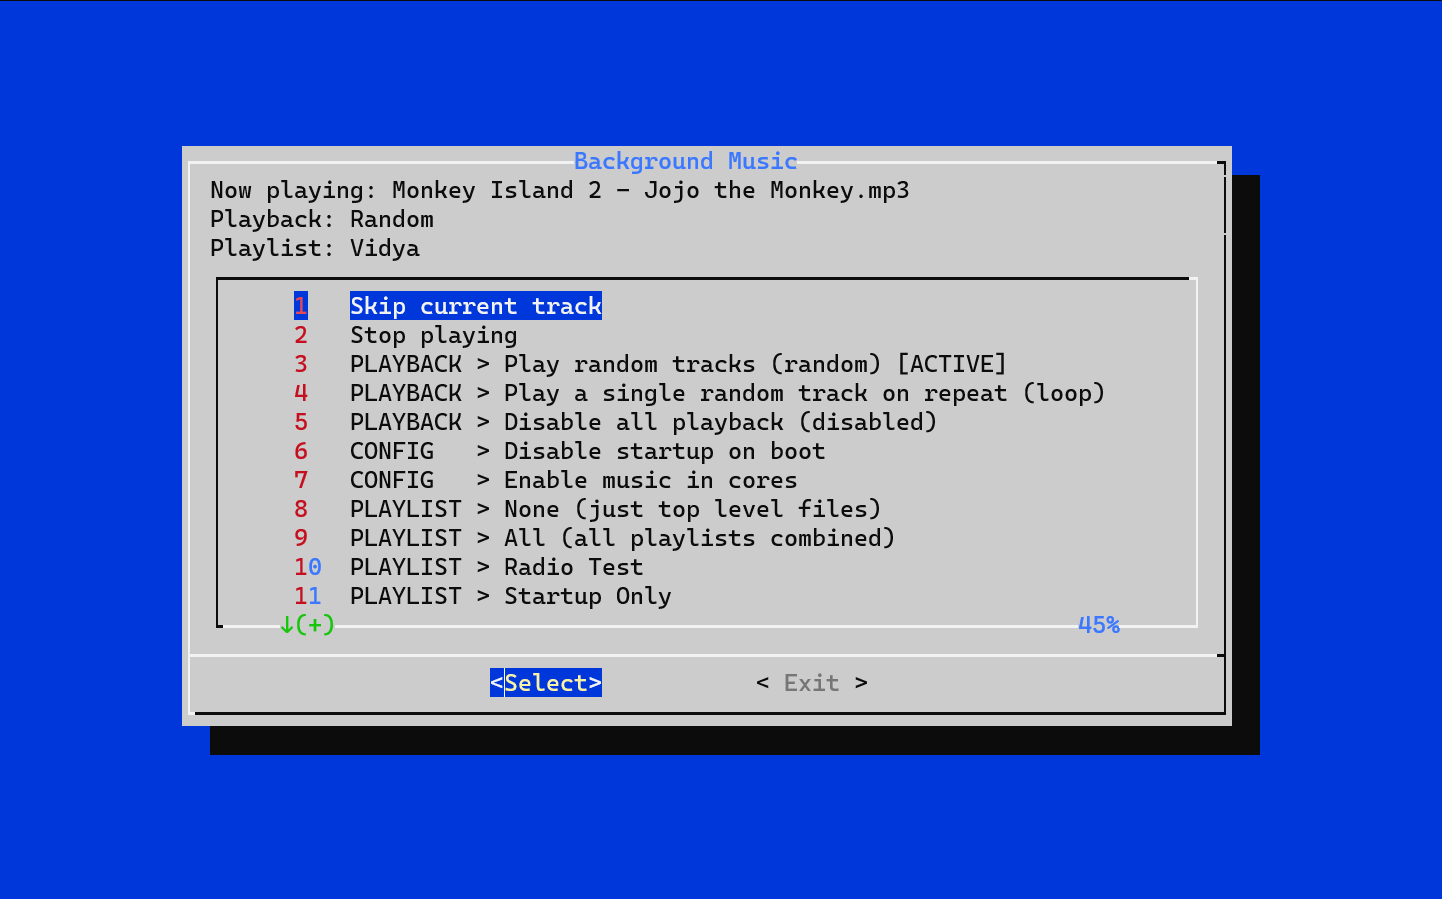 Background Music
Now playing: Monkey Island 2 - Jojo the Monkey.mp3
Playback: Random
Playlist: Vidya
1 Skip current track
2 Stop playing
3 PLAYBACK > Play random tracks (random) [ACTIVE]
4 PLAYBACK > Play a single random track on repeat (loop)
5 PLAYBACK > Disable all playback (disabled)
6 CONFIG > Disable startup on boot
7 CONFIG > Enable music in cores
8 PLAYLIST > None (just top level files)
9 PLAYLIST > All (all playlists combined)
10 PLAYLIST > Radio Test
11 PLAYLIST > Startup Only
↓(+) 45%
<Select> < Exit >